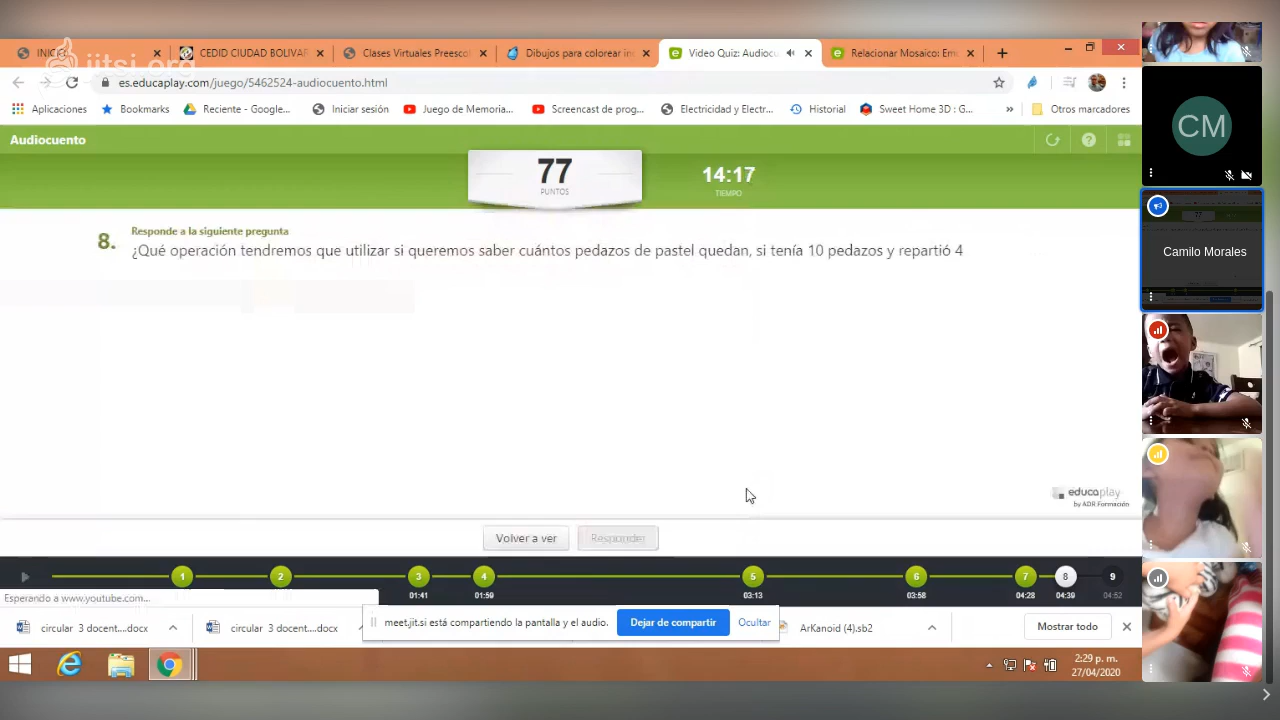 INICIO
CEDID CIUDAD BOLIVAR
Clases Virtuales Preesco
Dibujos para colorear in
Video Quiz: Audiocu
Relacionar Mosaico: Em
jitsi.org
es.educaplay.com/juego/5462524-audiocuento.html
Aplicaciones
Bookmarks
Reciente - Google...
Iniciar sesión
Juego de Memoria...
Screencast de prog...
Electricidad y Electr...
Historial
Sweet Home 3D : G...
»
Otros marcadores
Audiocuento
77
PUNTOS
14:17
TIEMPO
8.
Responde a la siguiente pregunta
¿Qué operación tendremos que utilizar si queremos saber cuántos pedazos de pastel quedan, si tenía 10 pedazos y repartió 4
educaplay
by ADR Formación
Volver a ver
Responder
1
2
3
4
5
6
7
8
9
01:41
01:59
03:13
03:58
04:28
04:39
04:52
Esperando a www.youtube.com...
circular 3 docent....docx
circular 3 docent....docx
meet.jit.si está compartiendo la pantalla y el audio.
Dejar de compartir
Ocultar
ArKanoid (4).sb2
Mostrar todo
2:29 p. m.
27/04/2020
CM
Camilo Morales